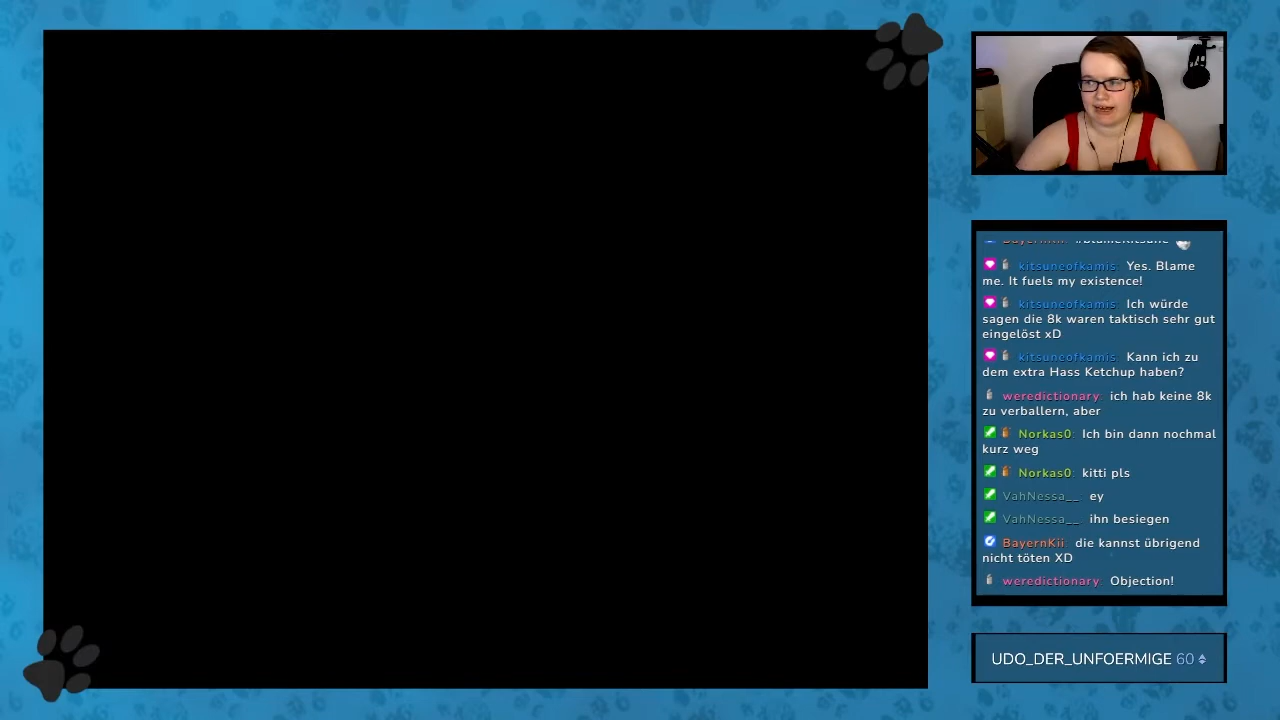 kitsuneofkamis: Yes. Blame
me. It fuels my existence!
kitsuneofkamis: Ich würde
sagen die 8k waren taktisch sehr gut
eingelöst xD
kitsuneofkamis: Kann ich zu
dem extra Hass Ketchup haben?
weredictionary: ich hab keine 8k
zu verballern, aber
Norkas0: Ich bin dann nochmal
kurz weg
Norkas0: kitti pls
VahNessa__: ey
VahNessa__: ihn besiegen
BayernKii: die kannst übrigend
nicht töten XD
weredictionary: Objection!
UDO_DER_UNFOERMIGE 60